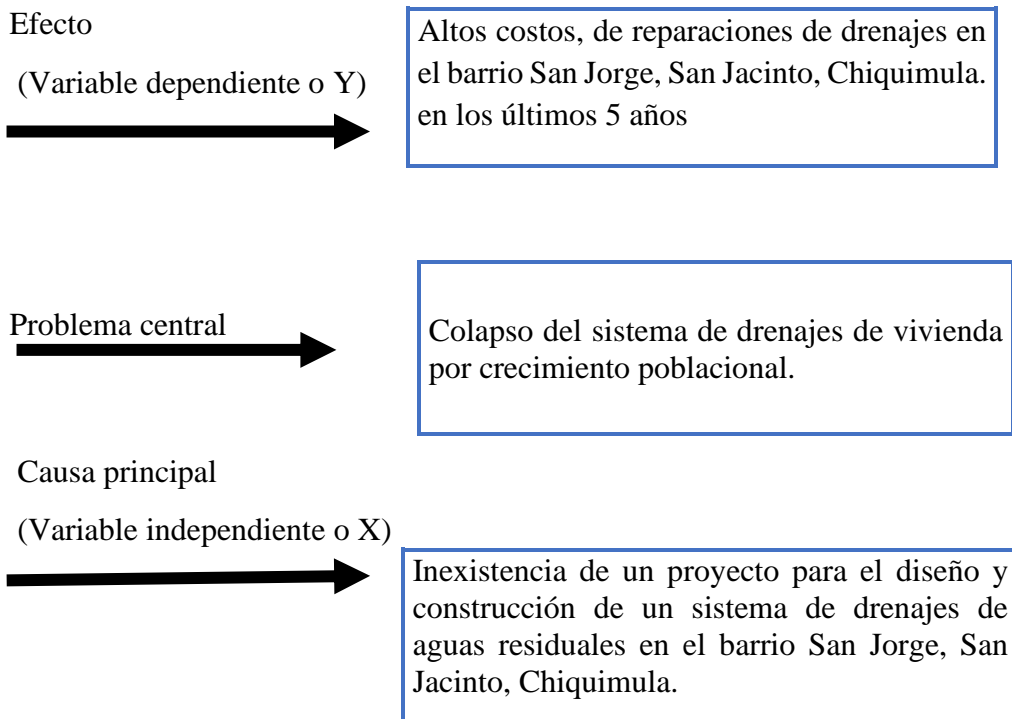 Efecto
(Variable dependiente o Y)
Altos costos, de reparaciones de drenajes en
el barrio San Jorge, San Jacinto, Chiquimula.
en los últimos 5 años
Problema central
Colapso del sistema de drenajes de vivienda
por crecimiento poblacional.
Causa principal
(Variable independiente o X)
Inexistencia de un proyecto para el diseño y
construcción de un sistema de drenajes de
aguas residuales en el barrio San Jorge, San
Jacinto, Chiquimula.